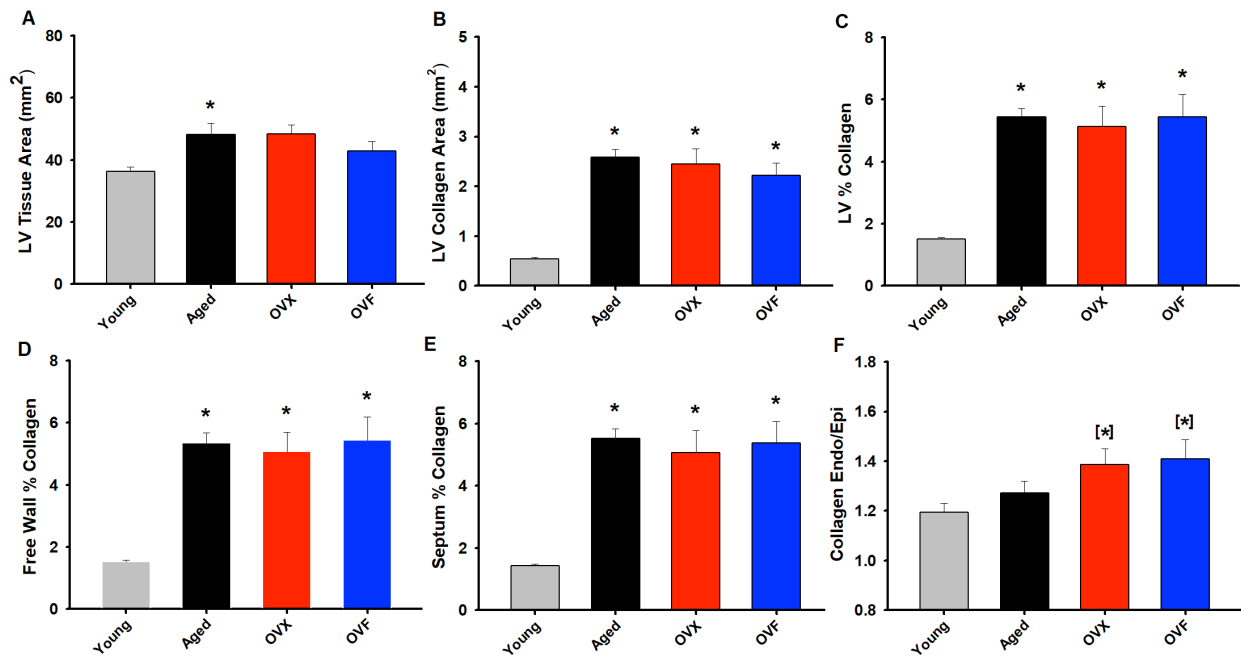 A
LV Tissue Area (mm²)
80
60
40
20
0
*
Young
Aged
OVX
OVF
B
LV Collagen Area (mm²)
5
4
3
2
1
0
*
*
*
Young
Aged
OVX
OVF
C
LV % Collagen
8
6
4
2
0
*
*
*
Young
Aged
OVX
OVF
D
Free Wall % Collagen
8
6
4
2
0
*
*
*
Young
Aged
OVX
OVF
E
Septum % Collagen
8
6
4
2
0
*
*
*
Young
Aged
OVX
OVF
F
Collagen Endo/Epi
1.8
1.6
1.4
1.2
1.0
0.8
[*]
[*]
Young
Aged
OVX
OVF